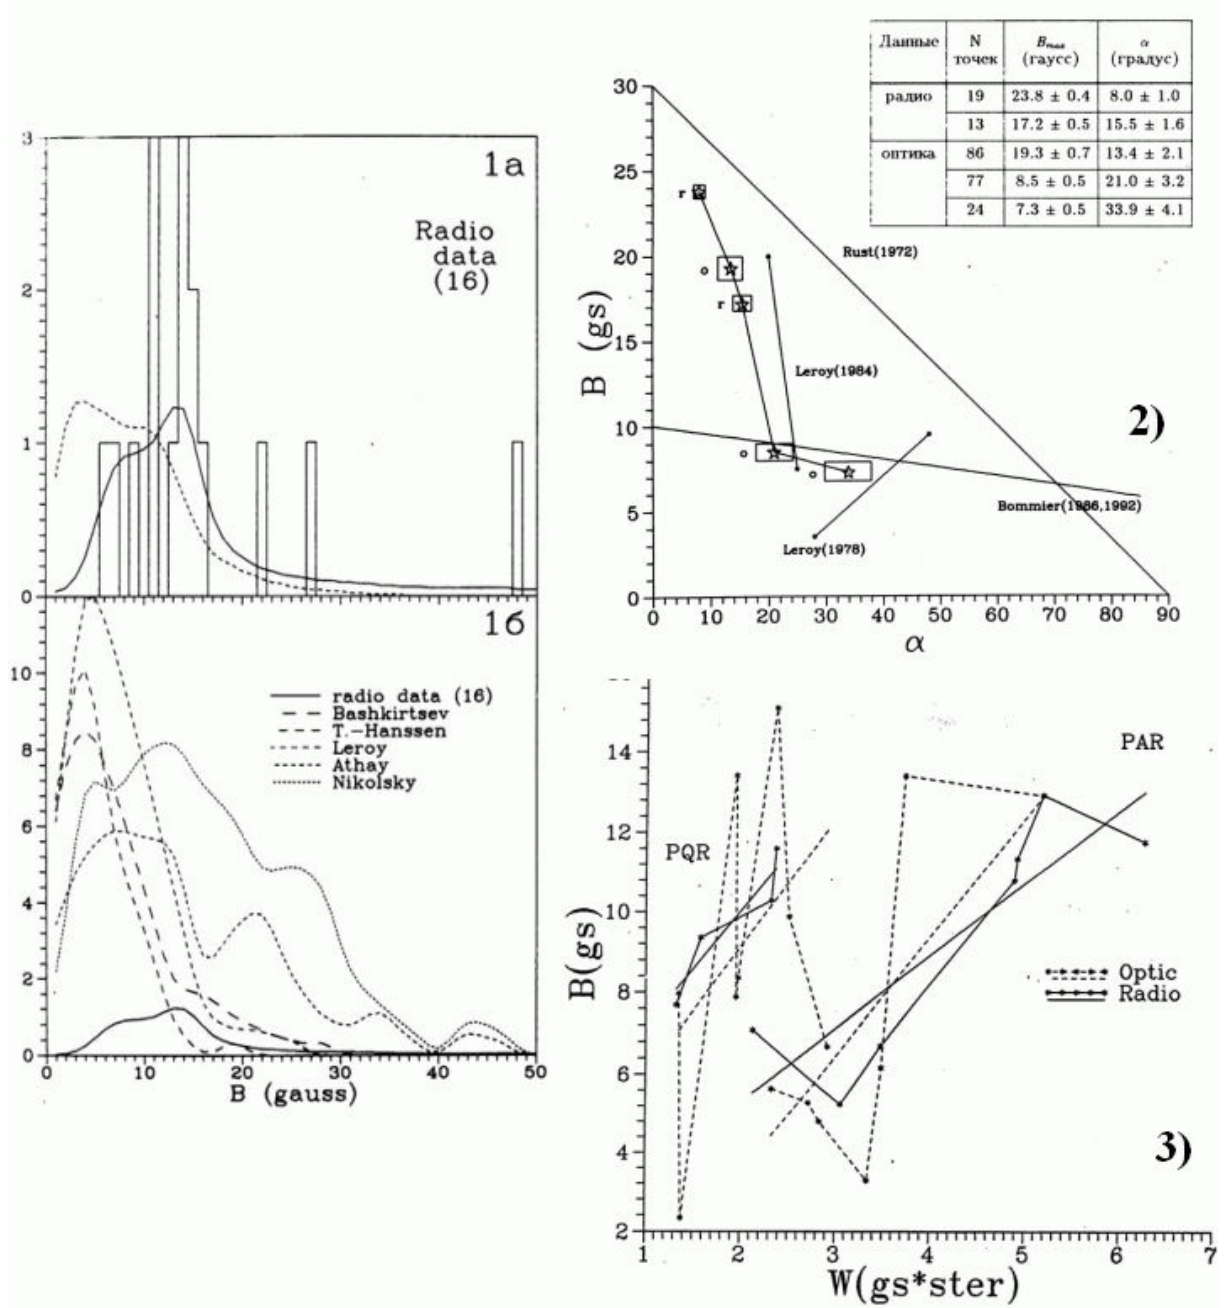 3
2
1
0
1а
Radio
data
(16)
10
8
6
4
2
0
1б
radio data (16)
Bashkirtsev
T.-Hanssen
Leroy
Athay
Nikolsky
0 10 20 30 40 50
B (gauss)
Данные N точек Bmax (гаусс) α (градус)
радио 19 23.8 ± 0.4 8.0 ± 1.0
13 17.2 ± 0.5 15.5 ± 1.6
оптика 86 19.3 ± 0.7 13.4 ± 2.1
77 8.5 ± 0.5 21.0 ± 3.2
24 7.3 ± 0.5 33.9 ± 4.1
30
25
20
15
10
5
0
B (gs)
r
o
r
o
o
Rust(1972)
Leroy(1984)
2)
Bommier(1986,1992)
Leroy(1978)
0 10 20 30 40 50 60 70 80 90
α
14
12
10
8
6
4
2
B(gs)
PAR
PQR
Optic
Radio
3)
1 2 3 4 5 6 7
W(gs*ster)